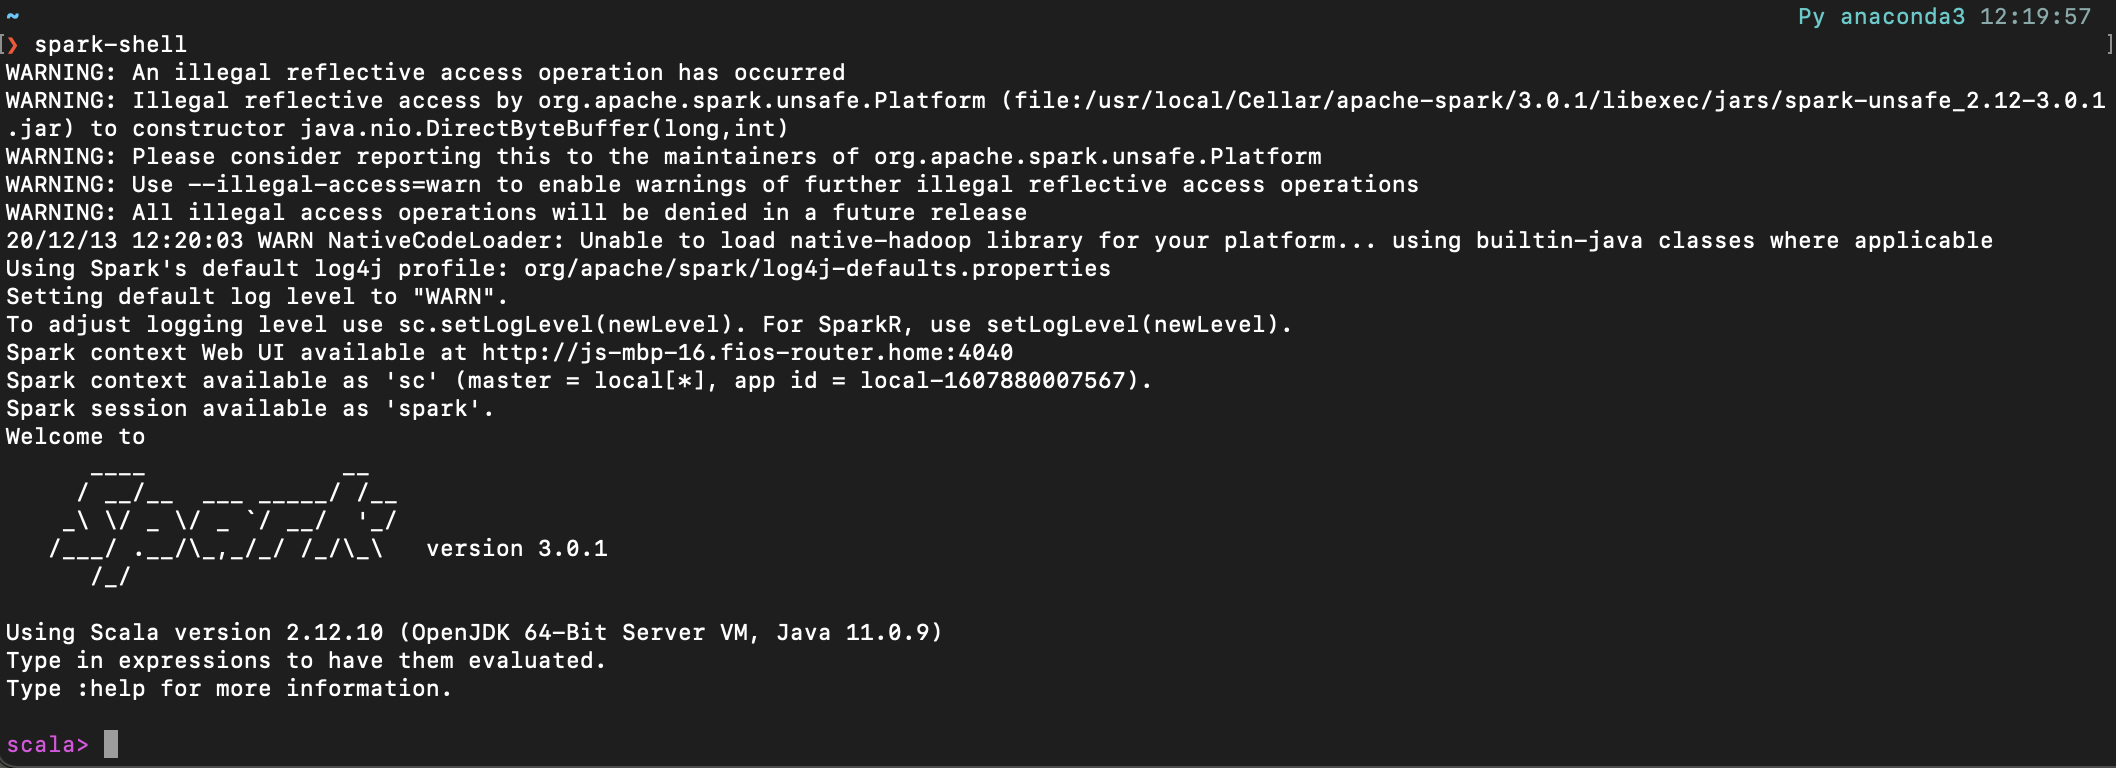 ~ Py anaconda3 12:19:57
[❯ spark-shell ]
WARNING: An illegal reflective access operation has occurred
WARNING: Illegal reflective access by org.apache.spark.unsafe.Platform (file:/usr/local/Cellar/apache-spark/3.0.1/libexec/jars/spark-unsafe_2.12-3.0.1
.jar) to constructor java.nio.DirectByteBuffer(long,int)
WARNING: Please consider reporting this to the maintainers of org.apache.spark.unsafe.Platform
WARNING: Use --illegal-access=warn to enable warnings of further illegal reflective access operations
WARNING: All illegal access operations will be denied in a future release
20/12/13 12:20:03 WARN NativeCodeLoader: Unable to load native-hadoop library for your platform... using builtin-java classes where applicable
Using Spark's default log4j profile: org/apache/spark/log4j-defaults.properties
Setting default log level to "WARN".
To adjust logging level use sc.setLogLevel(newLevel). For SparkR, use setLogLevel(newLevel).
Spark context Web UI available at http://js-mbp-16.fios-router.home:4040
Spark context available as 'sc' (master = local[*], app id = local-1607880007567).
Spark session available as 'spark'.
Welcome to
      ____              __
     / __/__  ___ _____/ /__
    _\ \/ _ \/ _ `/ __/  '_/
   /___/ .__/\_,_/_/ /_/\_\   version 3.0.1
      /_/
Using Scala version 2.12.10 (OpenJDK 64-Bit Server VM, Java 11.0.9)
Type in expressions to have them evaluated.
Type :help for more information.
scala>